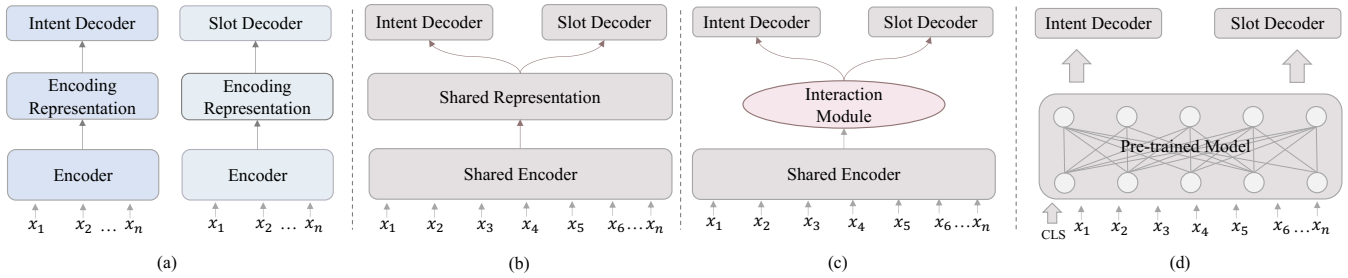 Intent Decoder
Encoding
Representation
Encoder
x₁ x₂ ... xₙ
Slot Decoder
Encoding
Representation
Encoder
x₁ x₂ ... xₙ
(a)
Intent Decoder Slot Decoder
Shared Representation
Shared Encoder
x₁ x₂ x₃ x₄ x₅ x₆ ... xₙ
(b)
Intent Decoder Slot Decoder
Interaction
Module
Shared Encoder
x₁ x₂ x₃ x₄ x₅ x₆ ... xₙ
(c)
Intent Decoder Slot Decoder
Pre-trained Model
CLS x₁ x₂ x₃ x₄ x₅ x₆ ... xₙ
(d)